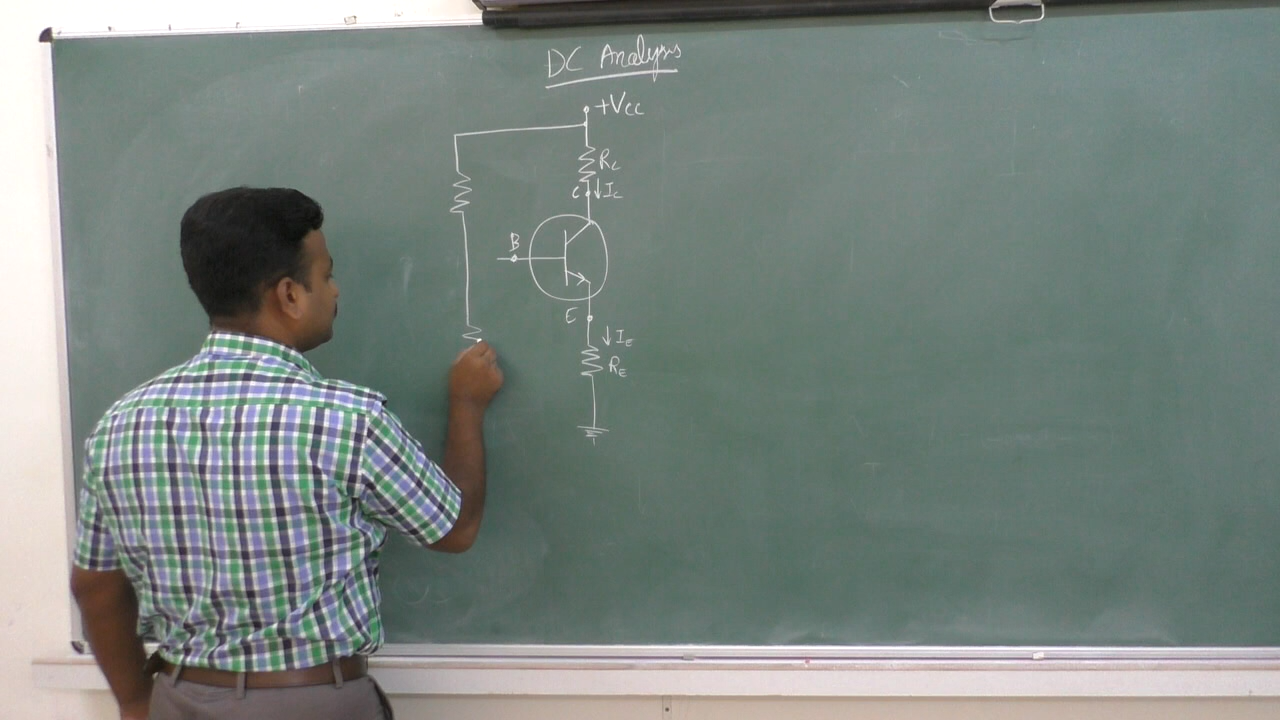 DC Analysis
+Vcc
Rc
C ↓Ic
B
E
↓IE
RE